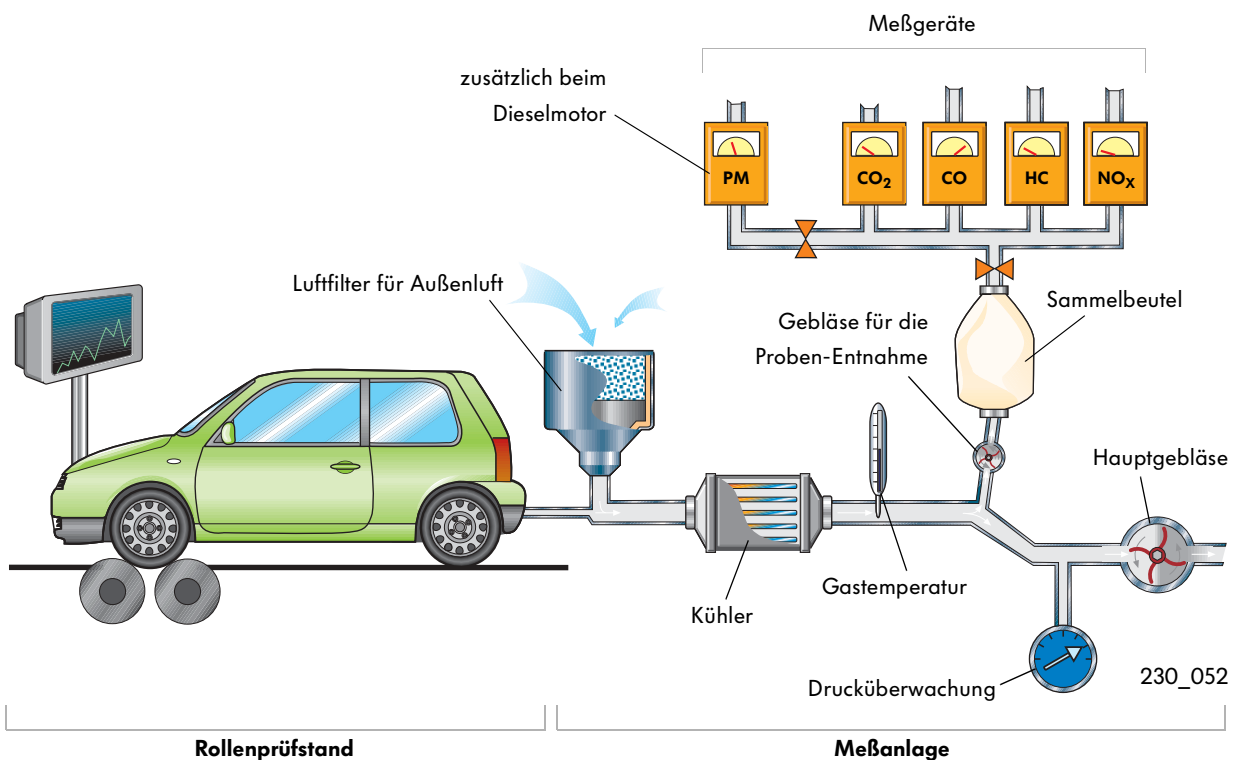 Meßgeräte
zusätzlich beim
Dieselmotor
PM
CO₂
CO
HC
NOₓ
Luftfilter für Außenluft
Gebläse für die
Proben-Entnahme
Sammelbeutel
Hauptgebläse
Gastemperatur
Kühler
Drucküberwachung
230_052
Rollenprüfstand
Meßanlage